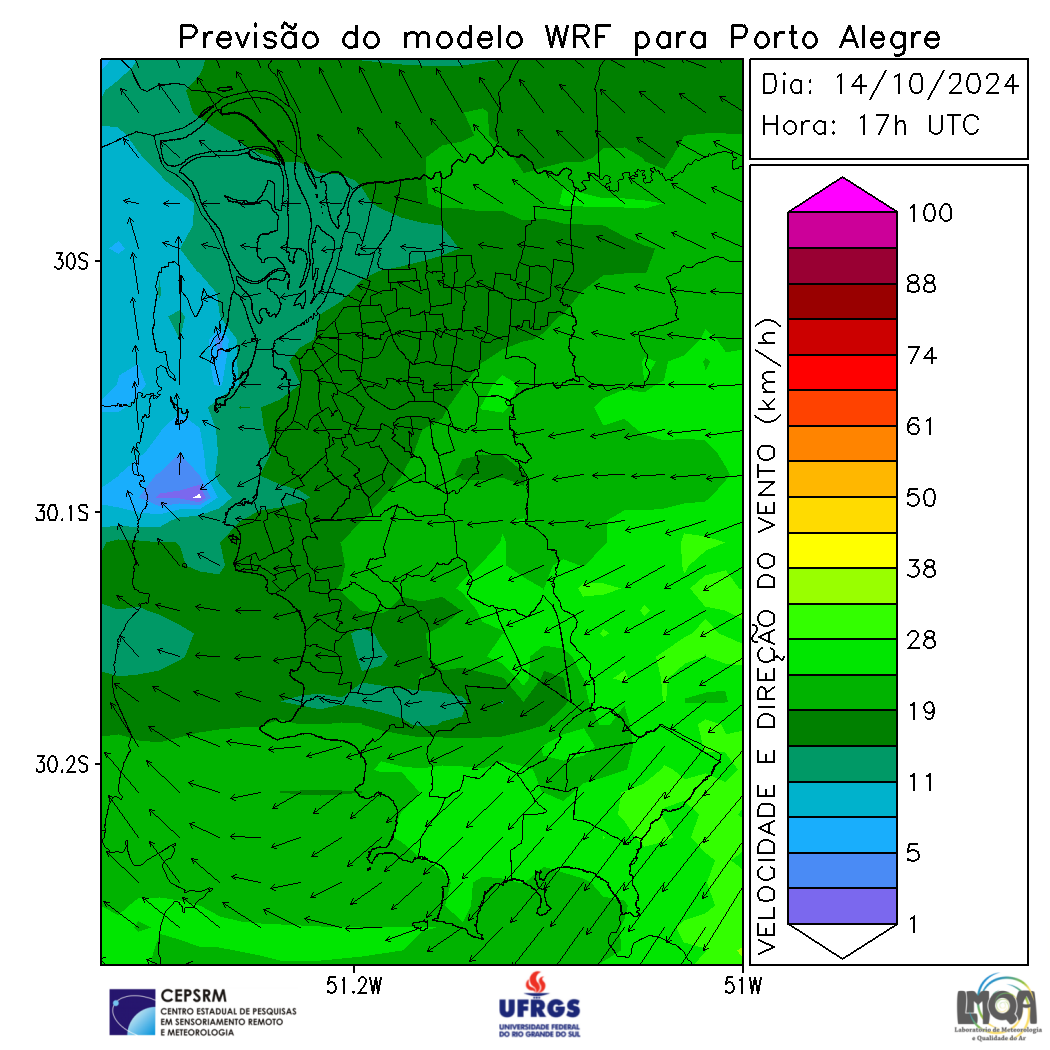 Previsão do modelo WRF para Porto Alegre
Dia: 14/10/2024
Hora: 17h UTC
30S
30.1S
30.2S
51.2W
51W
VELOCIDADE E DIREÇÃO DO VENTO (km/h)
100
88
74
61
50
38
28
19
11
5
1
CEPSRM
CENTRO ESTADUAL DE PESQUISAS
EM SENSORIAMENTO REMOTO
E METEOROLOGIA
UFRGS
UNIVERSIDADE FEDERAL
DO RIO GRANDE DO SUL
LMQA
Laboratório de Meteorologia
e Qualidade do Ar